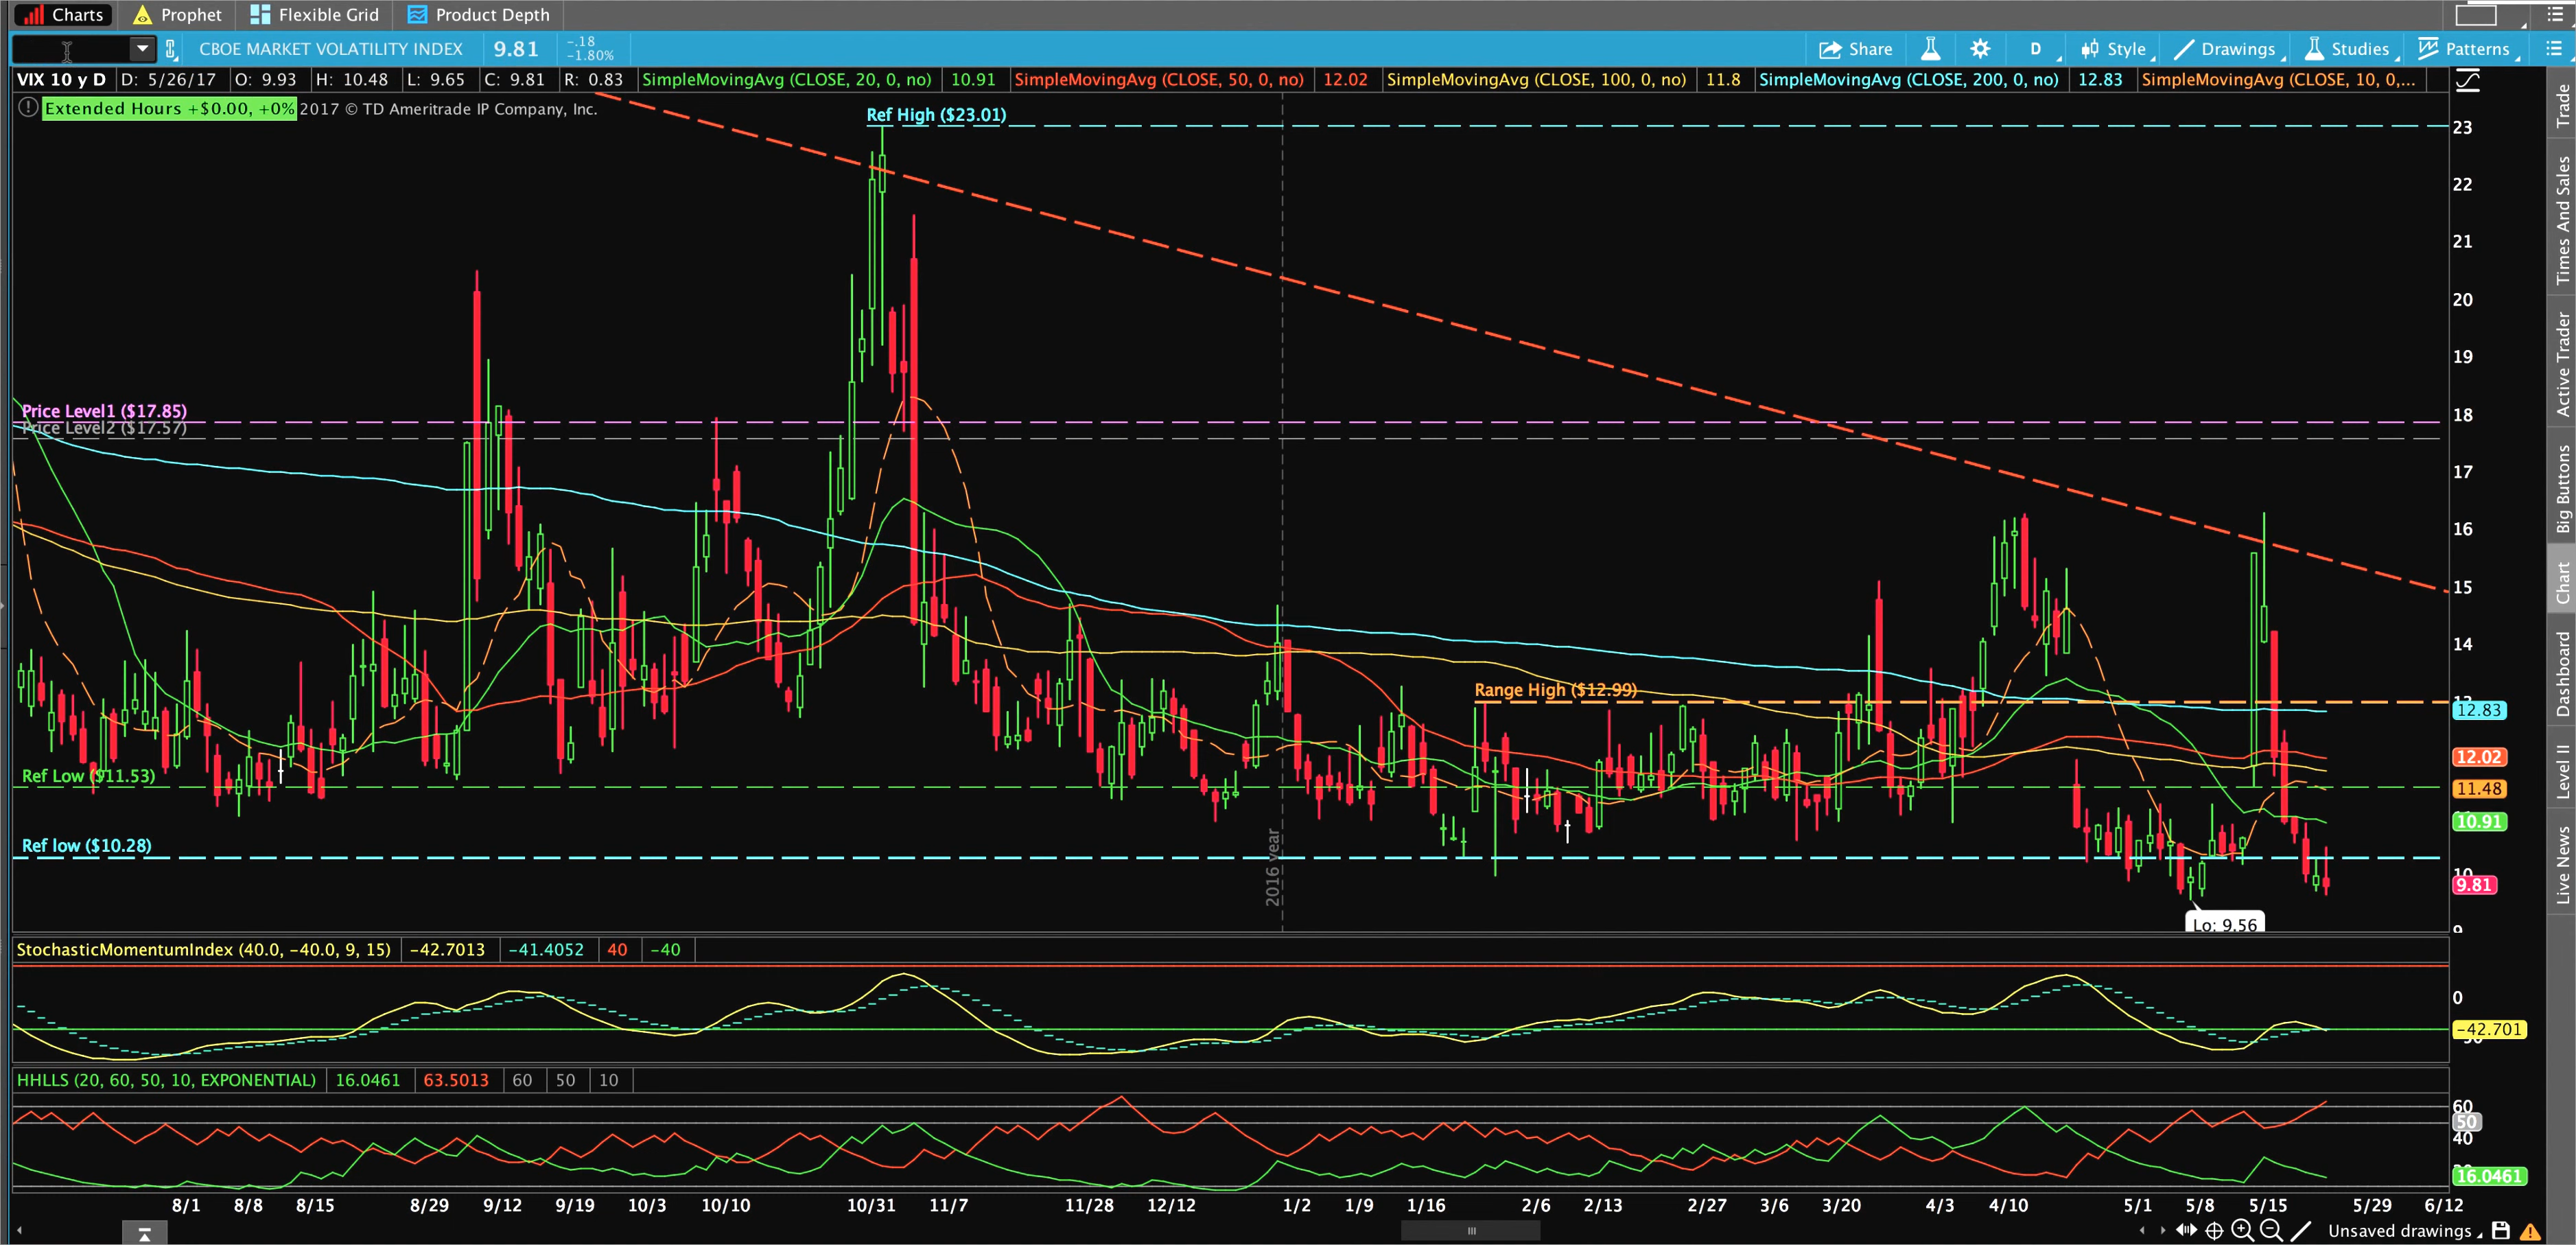 Charts Prophet Flexible Grid Product Depth
CBOE MARKET VOLATILITY INDEX 9.81 -.18 -1.80% Share D Style Drawings Studies Patterns
VIX 10 y D D: 5/26/17 O: 9.93 H: 10.48 L: 9.65 C: 9.81 R: 0.83 SimpleMovingAvg (CLOSE, 20, 0, no) 10.91 SimpleMovingAvg (CLOSE, 50, 0, no) 12.02 SimpleMovingAvg (CLOSE, 100, 0, no) 11.8 SimpleMovingAvg (CLOSE, 200, 0, no) 12.83 SimpleMovingAvg (CLOSE, 10, 0,...
Extended Hours +$0.00, +0% 2017 © TD Ameritrade IP Company, Inc.
Ref High ($23.01)
23
22
21
20
19
Price Level1 ($17.85)
18
Price Level2 ($17.57)
17
16
15
14
Range High ($12.99)
13
12.83
12.02
Ref Low ($11.53)
11.48
10.91
Ref low ($10.28)
10
9.81
2016 year
Lo: 9.56
9
StochasticMomentumIndex (40.0, -40.0, 9, 15) -42.7013 -41.4052 40 -40
0
-42.701
HHLLS (20, 60, 50, 10, EXPONENTIAL) 16.0461 63.5013 60 50 10
60
50
40
16.0461
8/1 8/8 8/15 8/29 9/12 9/19 10/3 10/10 10/31 11/7 11/28 12/12 1/2 1/9 1/16 2/6 2/13 2/27 3/6 3/20 4/3 4/10 5/1 5/8 5/15 5/29 6/12
Unsaved drawings
Trade
Times And Sales
Active Trader
Big Buttons
Chart
Dashboard
Level II
Live News